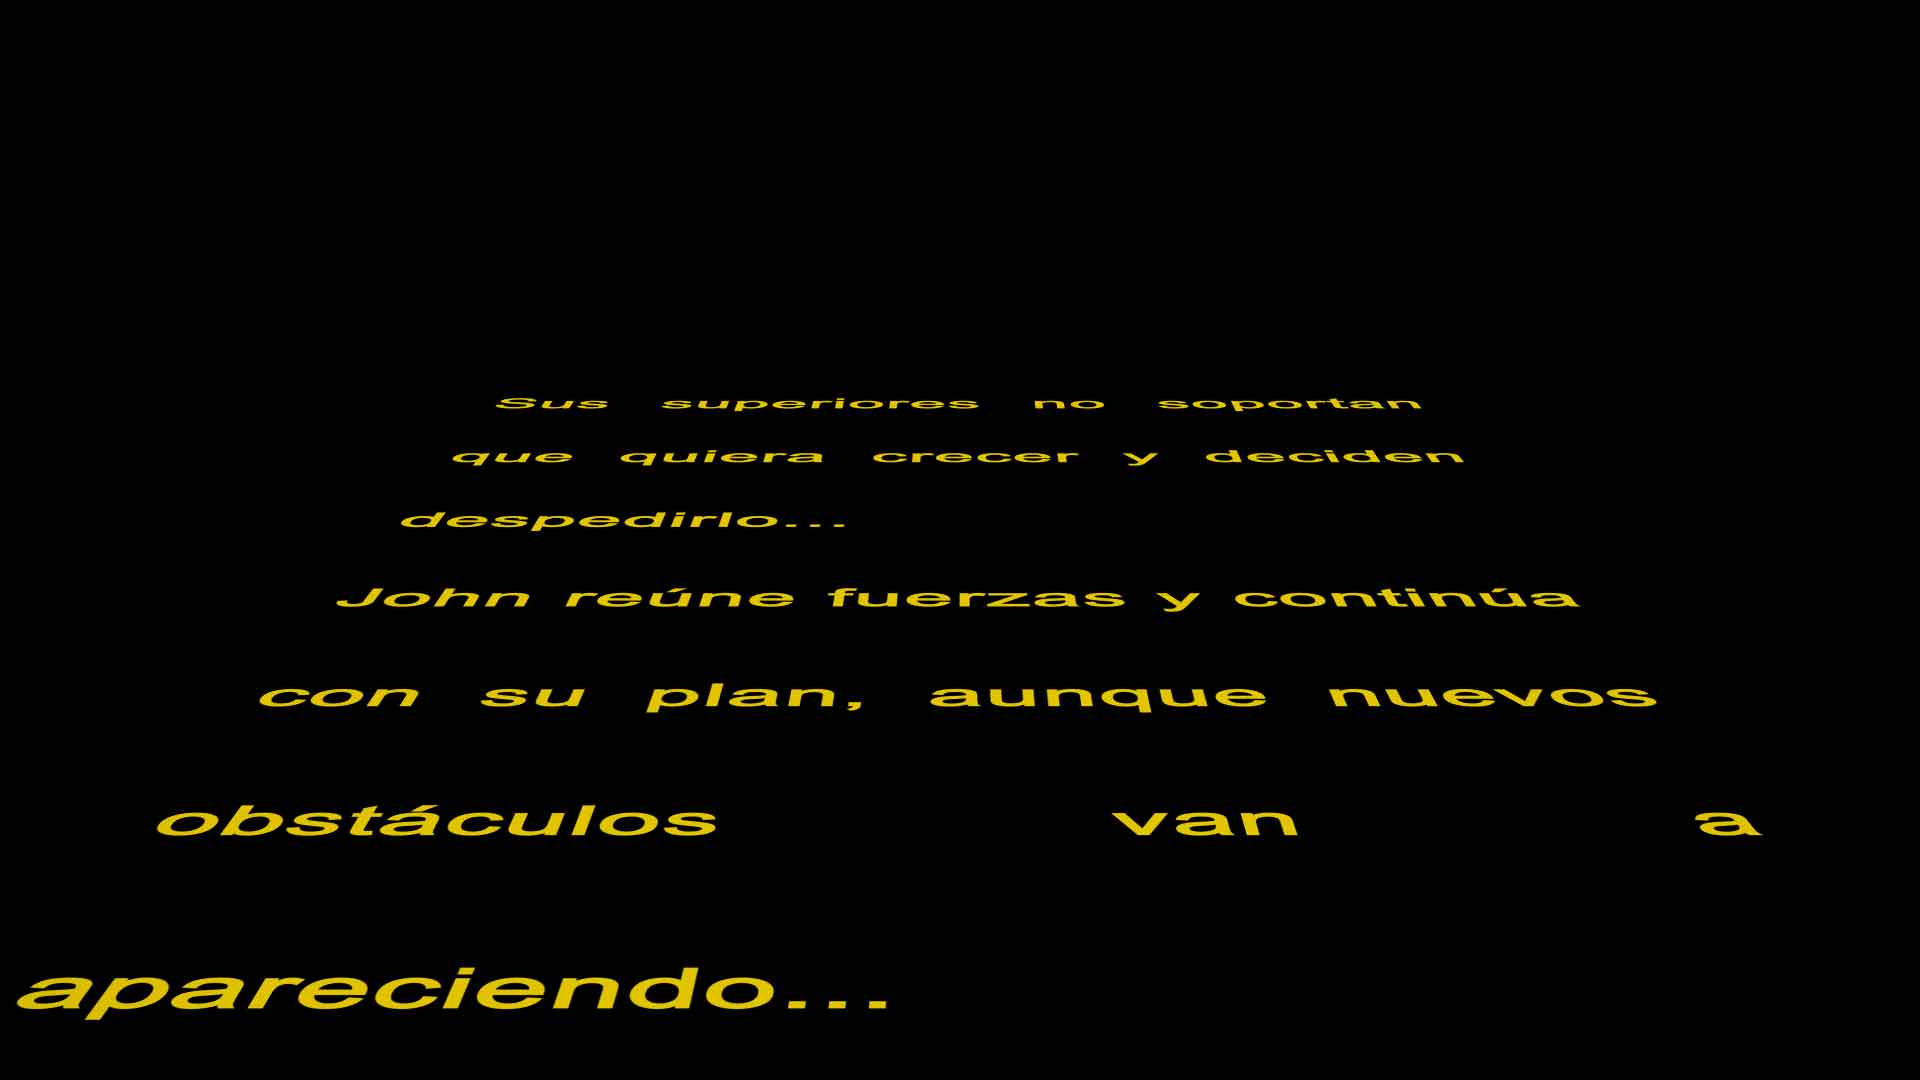 Sus superiores no soportan
que quiera crecer y deciden
despedirlo...
John reúne fuerzas y continúa
con su plan, aunque nuevos
obstáculos van a
apareciendo...